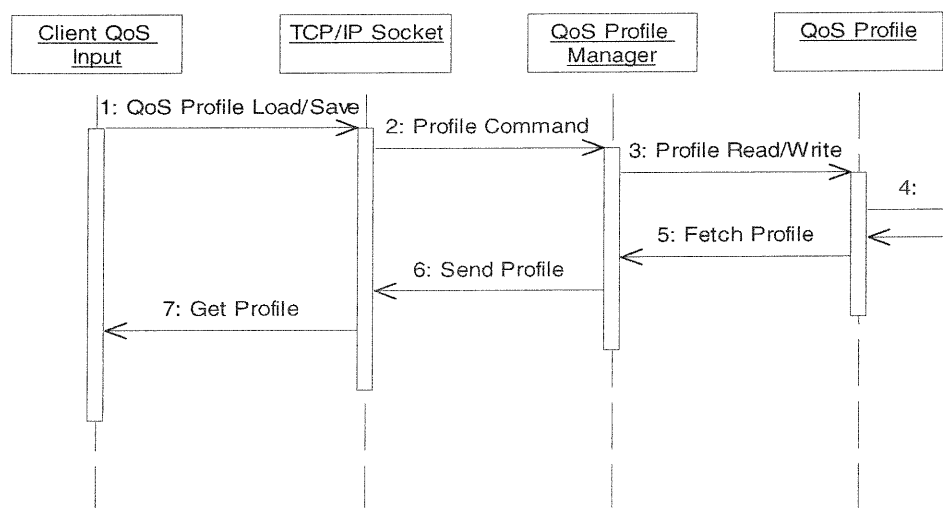 Client QoS
Input
TCP/IP Socket
QoS Profile
Manager
QoS Profile
1: QoS Profile Load/Save
2: Profile Command
3: Profile Read/Write
4:
5: Fetch Profile
6: Send Profile
7: Get Profile